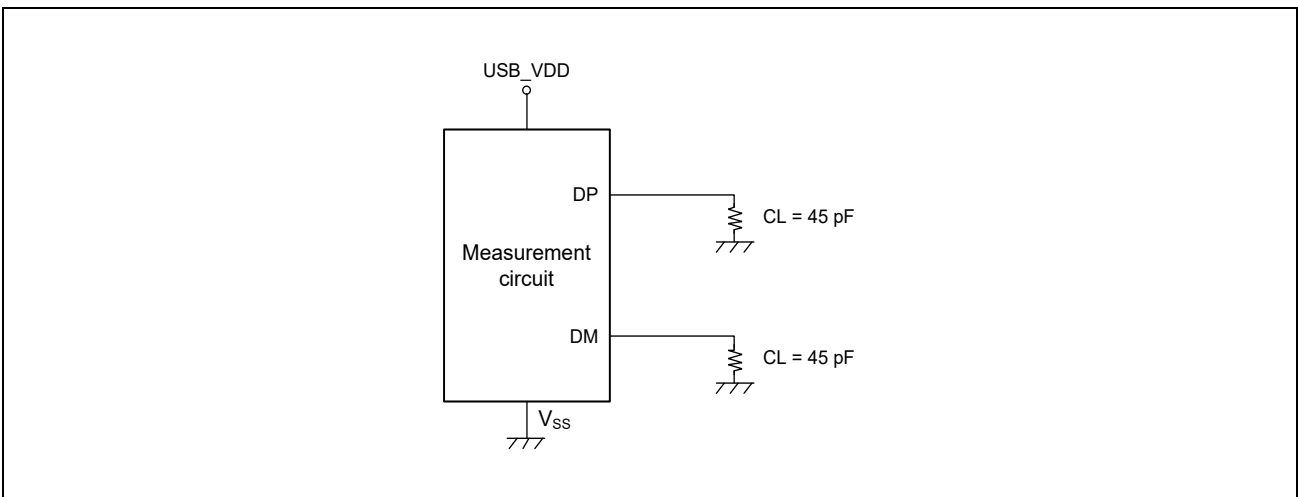 USB_VDD
DP
CL = 45 pF
Measurement
circuit
DM
CL = 45 pF
VSS